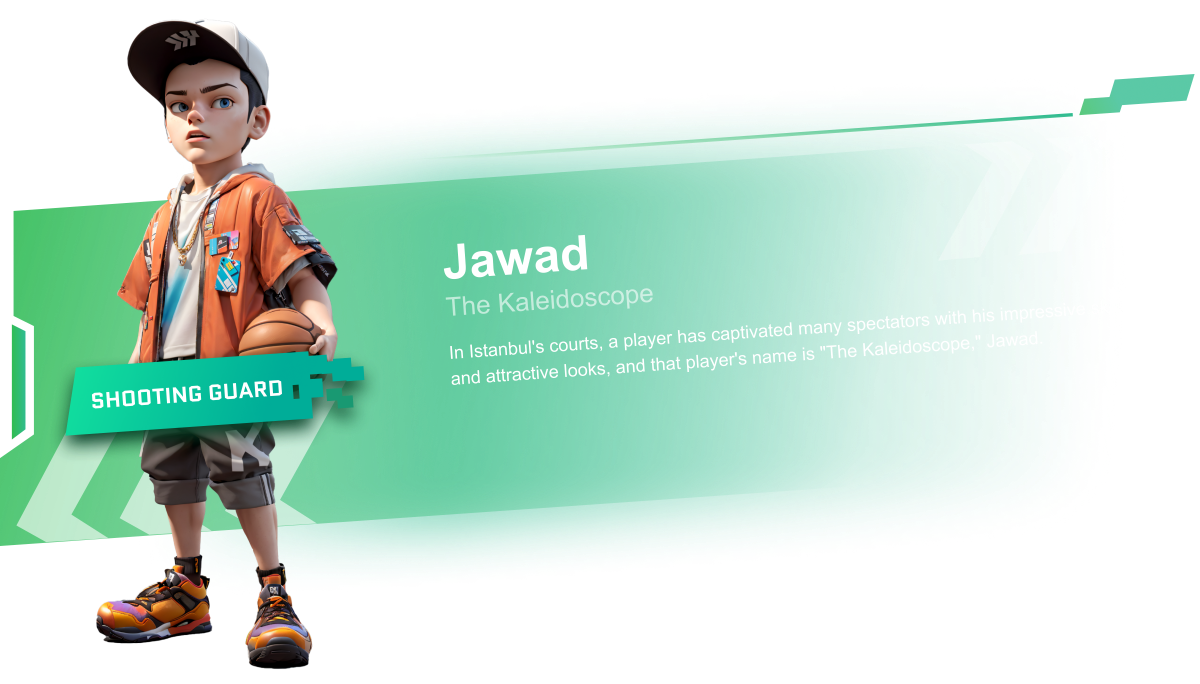 Jawad
The Kaleidoscope
In Istanbul's courts, a player has captivated many spectators with his
and attractive looks, and that player's name is "The Kaleidoscope," Jawad.
SHOOTING GUARD